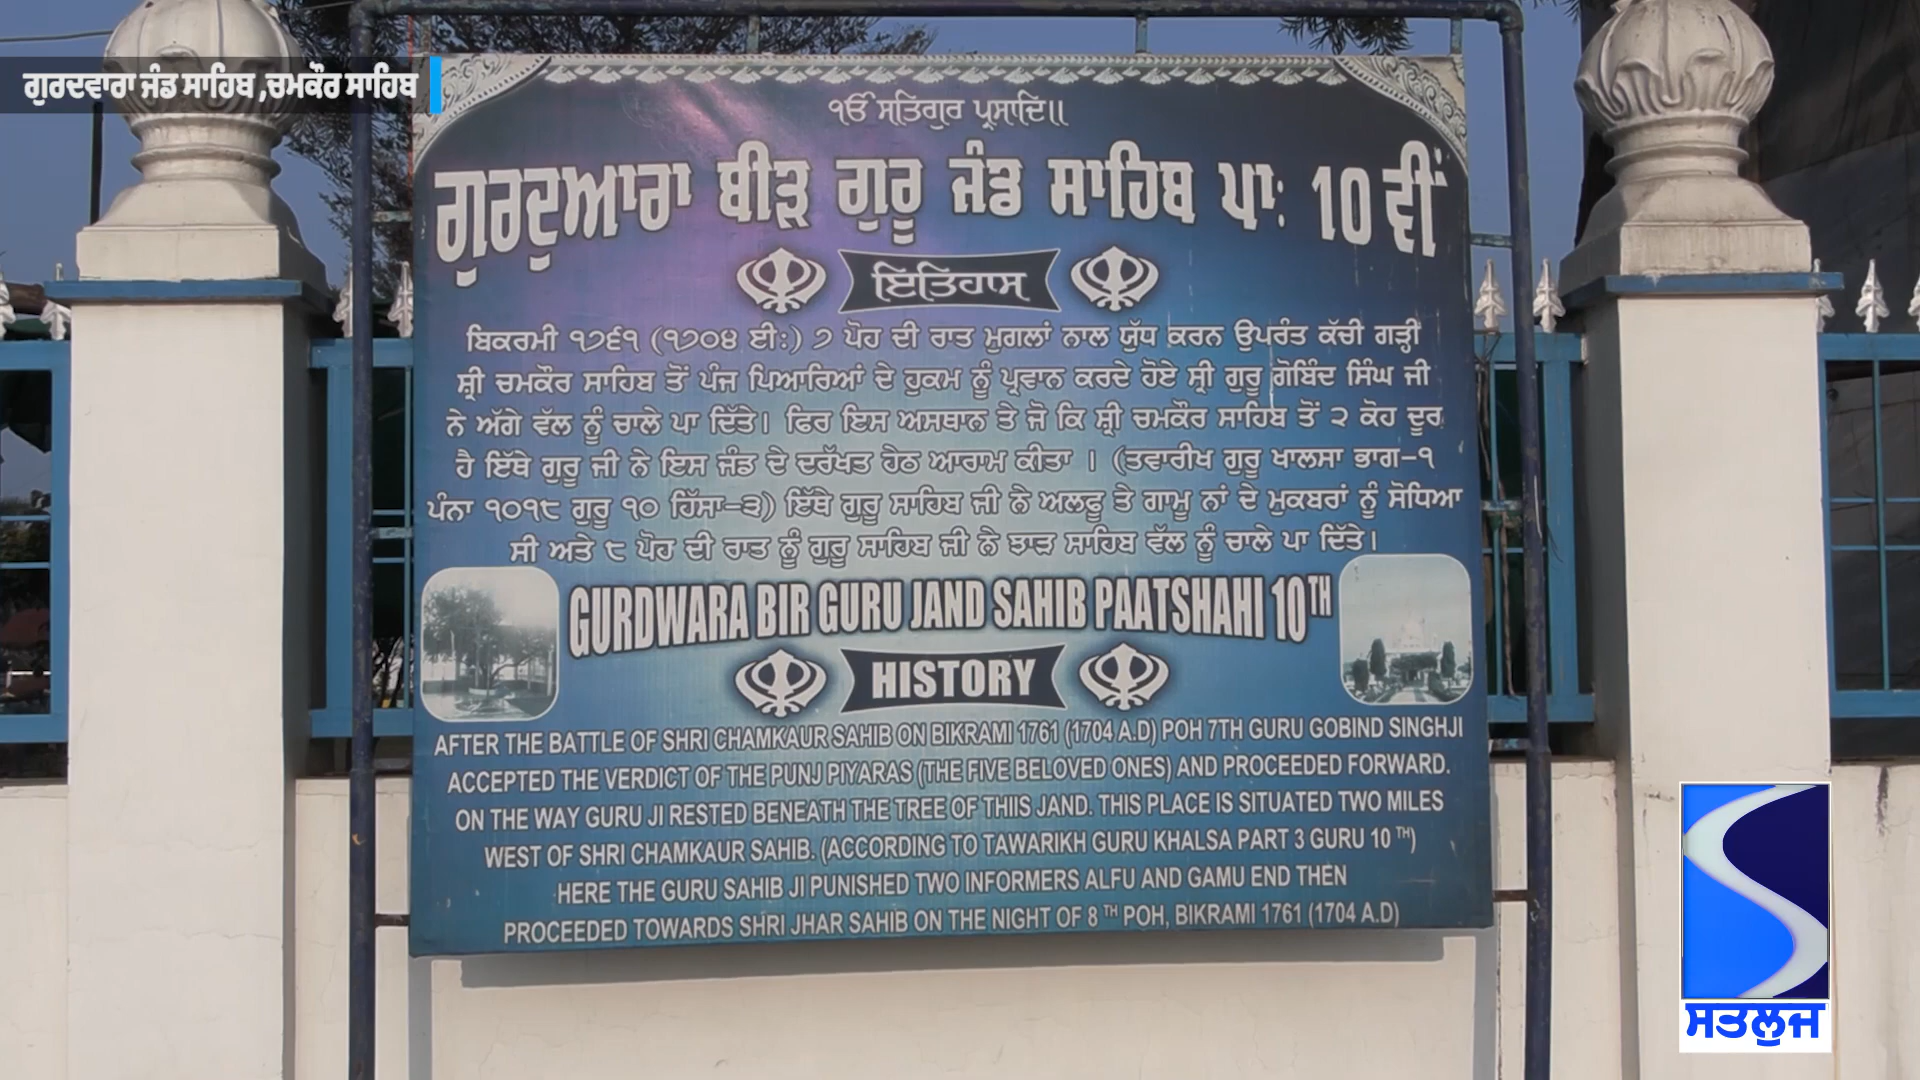 ਗੁਰਦਵਾਰਾ ਜੰਡ ਸਾਹਿਬ ,ਚਮਕੌਰ ਸਾਹਿਬ
ੴ ਸਤਿਗੁਰ ਪ੍ਰਸਾਦਿ॥
ਗੁਰਦੁਆਰਾ ਬੀੜ ਗੁਰੂ ਜੰਡ ਸਾਹਿਬ ਪਾ: 10 ਵੀਂ
ਇਤਿਹਾਸ
ਬਿਕਰਮੀ ੧੭੬੧ (੧੭੦੪ ਈ:) ੭ ਪੋਹ ਦੀ ਰਾਤ ਮੁਗਲਾਂ ਨਾਲ ਯੁੱਧ ਕਰਨ ਉਪਰੰਤ ਕੱਚੀ ਗੜ੍ਹੀ
ਸ਼੍ਰੀ ਚਮਕੌਰ ਸਾਹਿਬ ਤੋਂ ਪੰਜ ਪਿਆਰਿਆਂ ਦੇ ਹੁਕਮ ਨੂੰ ਪ੍ਰਵਾਨ ਕਰਦੇ ਹੋਏ ਸ੍ਰੀ ਗੁਰੂ ਗੋਬਿੰਦ ਸਿੰਘ ਜੀ
ਨੇ ਅੱਗੇ ਵੱਲ ਨੂੰ ਚਾਲੇ ਪਾ ਦਿੱਤੇ। ਫਿਰ ਇਸ ਅਸਥਾਨ ਤੇ ਜੋ ਕਿ ਸ਼੍ਰੀ ਚਮਕੌਰ ਸਾਹਿਬ ਤੋਂ ੨ ਕੋਹ ਦੂਰ
ਹੈ ਇੱਥੇ ਗੁਰੂ ਜੀ ਨੇ ਇਸ ਜੰਡ ਦੇ ਦਰੱਖਤ ਹੇਠ ਆਰਾਮ ਕੀਤਾ । (ਤਵਾਰੀਖ ਗੁਰੂ ਖਾਲਸਾ ਭਾਗ-੧
ਪੰਨਾ ੧੦੧੮ ਗੁਰੂ ੧੦ ਹਿੱਸਾ-੩) ਇੱਥੇ ਗੁਰੂ ਸਾਹਿਬ ਜੀ ਨੇ ਅਲਫੂ ਤੇ ਗਾਮੂ ਨਾਂ ਦੇ ਮੁਕਬਰਾਂ ਨੂੰ ਸੋਧਿਆ
ਸੀ ਅਤੇ ੮ ਪੋਹ ਦੀ ਰਾਤ ਨੂੰ ਗੁਰੂ ਸਾਹਿਬ ਜੀ ਨੇ ਝਾੜ ਸਾਹਿਬ ਵੱਲ ਨੂੰ ਚਾਲੇ ਪਾ ਦਿੱਤੇ।
GURDWARA BIR GURU JAND SAHIB PAATSHAHI 10TH
HISTORY
AFTER THE BATTLE OF SHRI CHAMKAUR SAHIB ON BIKRAMI 1761 (1704 A.D) POH 7TH GURU GOBIND SINGHJI
ACCEPTED THE VERDICT OF THE PUNJ PIYARAS (THE FIVE BELOVED ONES) AND PROCEEDED FORWARD.
ON THE WAY GURU JI RESTED BENEATH THE TREE OF THIIS JAND. THIS PLACE IS SITUATED TWO MILES
WEST OF SHRI CHAMKAUR SAHIB. (ACCORDING TO TAWARIKH GURU KHALSA PART 3 GURU 10 TH)
HERE THE GURU SAHIB JI PUNISHED TWO INFORMERS ALFU AND GAMU END THEN
PROCEEDED TOWARDS SHRI JHAR SAHIB ON THE NIGHT OF 8 TH POH, BIKRAMI 1761 (1704 A.D)
ਸਤਲੁਜ